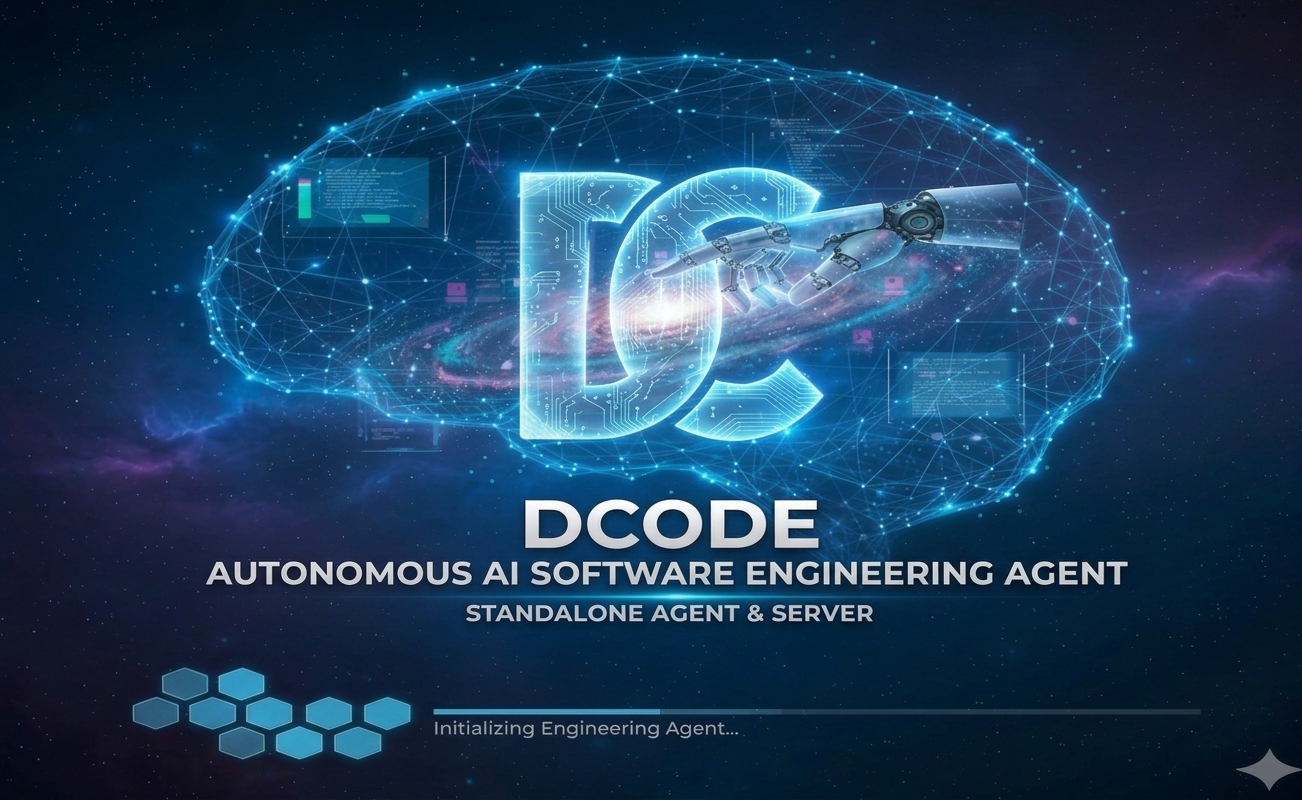 DC
DCODE
AUTONOMOUS AI SOFTWARE ENGINEERING AGENT
STANDALONE AGENT & SERVER
Initializing Engineering Agent...